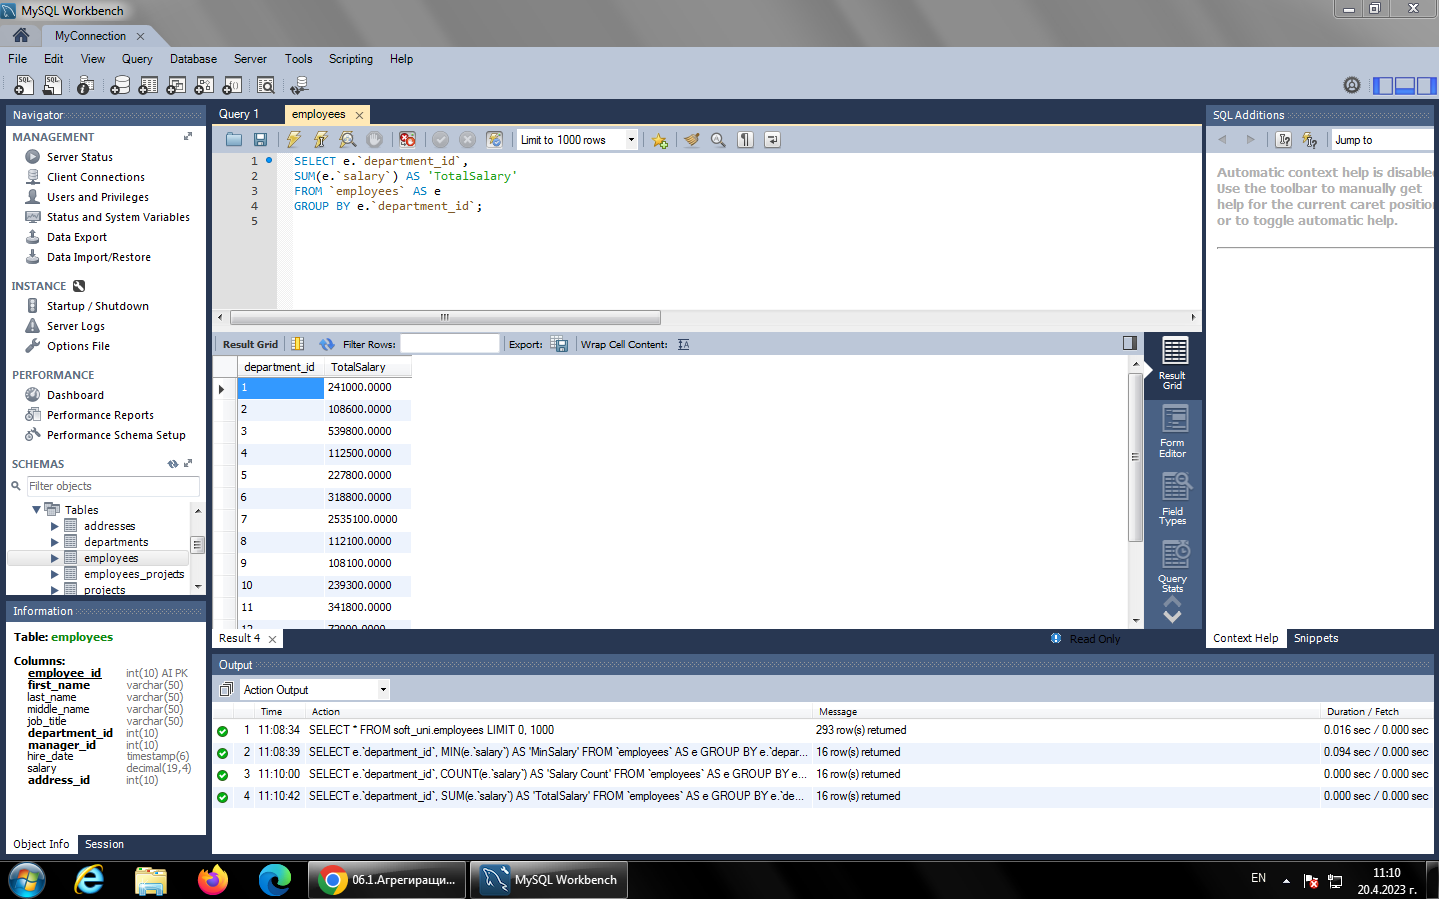 MySQL Workbench
MyConnection
File Edit View Query Database Server Tools Scripting Help
Navigator
MANAGEMENT
Server Status
Client Connections
Users and Privileges
Status and System Variables
Data Export
Data Import/Restore
INSTANCE
Startup / Shutdown
Server Logs
Options File
PERFORMANCE
Dashboard
Performance Reports
Performance Schema Setup
SCHEMAS
Filter objects
Tables
addresses
departments
employees
employees_projects
projects
Information
Table: employees
Columns:
employee_id int(10) AI PK
first_name varchar(50)
last_name varchar(50)
middle_name varchar(50)
job_title varchar(50)
department_id int(10)
manager_id int(10)
hire_date timestamp(6)
salary decimal(19,4)
address_id int(10)
Object Info Session
Query 1 employees
Limit to 1000 rows
1 SELECT e.`department_id`,
2 SUM(e.`salary`) AS 'TotalSalary'
3 FROM `employees` AS e
4 GROUP BY e.`department_id`;
5
Result Grid Filter Rows: Export: Wrap Cell Content:
department_id TotalSalary
1 241000.0000
2 108600.0000
3 539800.0000
4 112500.0000
5 227800.0000
6 318800.0000
7 2535100.0000
8 112100.0000
9 108100.0000
10 239300.0000
11 341800.0000
Result Grid
Form Editor
Field Types
Query Stats
Result 4
Read Only
SQL Additions
Jump to
Automatic context help is disabled
Use the toolbar to manually get
help for the current caret position
or to toggle automatic help.
Context Help Snippets
Output
Action Output
Time Action Message Duration / Fetch
1 11:08:34 SELECT * FROM soft_uni.employees LIMIT 0, 1000 293 row(s) returned 0.016 sec / 0.000 sec
2 11:08:39 SELECT e.`department_id`, MIN(e.`salary`) AS 'MinSalary' FROM `employees` AS e GROUP BY e.`depar... 16 row(s) returned 0.094 sec / 0.000 sec
3 11:10:00 SELECT e.`department_id`, COUNT(e.`salary`) AS 'Salary Count' FROM `employees` AS e GROUP BY e... 16 row(s) returned 0.000 sec / 0.000 sec
4 11:10:42 SELECT e.`department_id`, SUM(e.`salary`) AS 'TotalSalary' FROM `employees` AS e GROUP BY e.`de... 16 row(s) returned 0.000 sec / 0.000 sec
06.1.Агрегиращи...
MySQL Workbench
EN
11:10
20.4.2023 г.